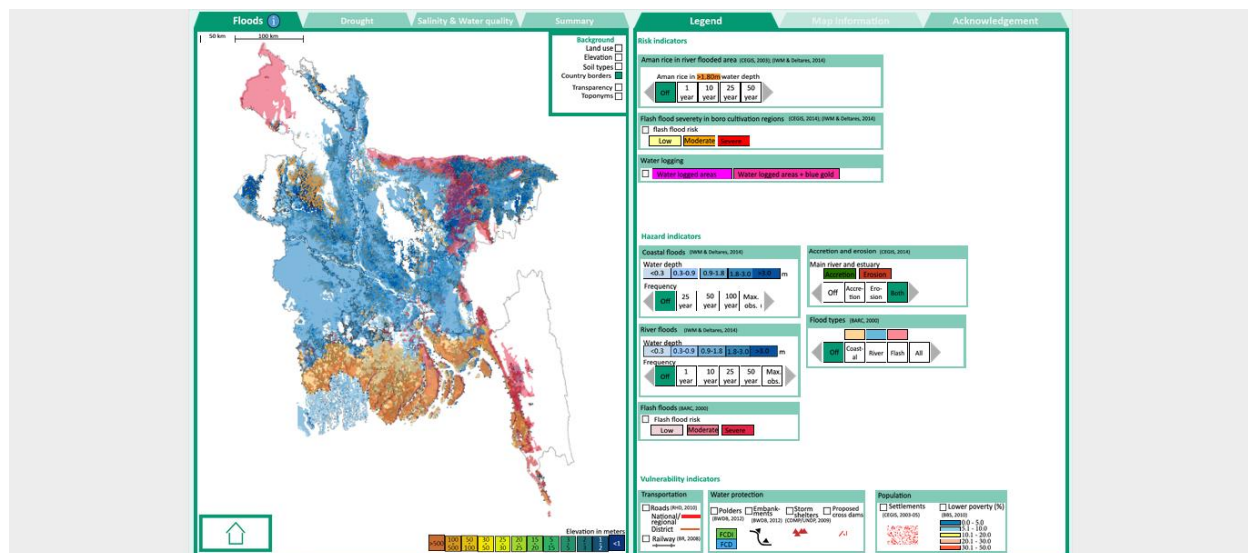 Floods i Drought Salinity & Water quality Summary
Legend Map Information Acknowledgement
50 km 100 km
Background
Land use
Elevation
Soil types
Country borders
Transparency
Toponyms
Elevation in meters
Risk indicators
Aman rice in river flooded area (CEGIS, 2003); (IWM & Deltares, 2014)
Aman rice in >1.80m water depth
Off 1 year 10 year 25 year 50 year
Flash flood severety in boro cultivation regions (CEGIS, 2014);(IWM & Deltares, 2014)
flash flood risk
Low Moderate Severe
Water logging
Water logged areas Water logged areas + blue gold
Hazard indicators
Coastal floods (IWM & Deltares, 2014)
Water depth
<0.3 0.3-0.9 0.9-1.8 1.8-3.0 >3.0 m
Frequency
Off 25 year 50 year 100 year Max. obs.
Accretion and erosion (CEGIS, 2014)
Main river and estuary
Accretion Erosion
Off Accre-tion Ero-sion Both
River floods (IWM & Deltares, 2014)
Water depth
<0.3 0.3-0.9 0.9-1.8 1.8-3.0 >3.0 m
Frequency
Off 1 year 10 year 25 year 50 year Max. obs.
Flood types (BARC, 2000)
Off Coast-al River Flash All
Flash floods (BARC, 2000)
Flash flood risk
Low Moderate Severe
Vulnerability indicators
Transportation
Roads (RHD, 2010)
National/
regional
District
Railway (BR, 2008)
Water protection
Polders (BWDB, 2012)
FCDI
FCD
Embank-ments (BWDB, 2012)
Storm shelters (CDMP/UNDP, 2009)
Proposed cross dams
Population
Settlements (CEGIS, 2003-05)
Lower poverty (%)
(BBS, 2010)
0.0 - 5.0
5.1 - 10.0
10.1 - 20.0
20.1 - 30.0
30.1 - 50.0